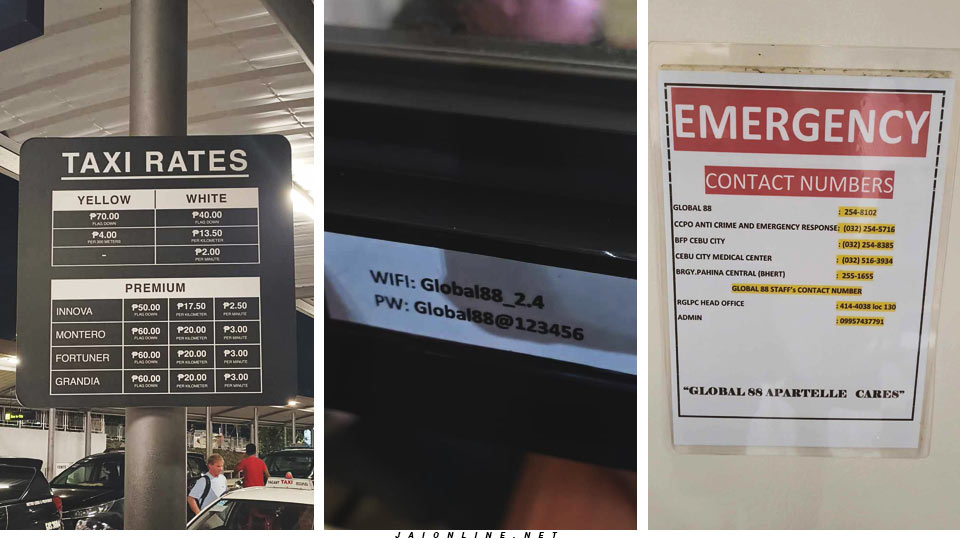 TAXI RATES
YELLOW WHITE
₱70.00 ₱40.00
FLAG DOWN FLAG DOWN
₱4.00 ₱13.50
PER 300 METERS PER KILOMETER
- ₱2.00
PER MINUTE
PREMIUM
INNOVA ₱50.00 ₱17.50 ₱2.50
FLAG DOWN PER KILOMETER PER MINUTE
MONTERO ₱60.00 ₱20.00 ₱3.00
FLAG DOWN PER KILOMETER PER MINUTE
FORTUNER ₱60.00 ₱20.00 ₱3.00
FLAG DOWN PER KILOMETER PER MINUTE
GRANDIA ₱60.00 ₱20.00 ₱3.00
FLAG DOWN PER KILOMETER PER MINUTE
VACANT TAXI
WIFI: Global88_2.4
PW: Global88@123456
EMERGENCY
CONTACT NUMBERS
GLOBAL 88 : 254-8102
CCPO ANTI CRIME AND EMERGENCY RESPONSE: (032) 254-5716
BFP CEBU CITY : (032) 254-8385
CEBU CITY MEDICAL CENTER : (032) 516-3934
BRGY.PAHINA CENTRAL (BHERT) : 255-1655
GLOBAL 88 STAFF's CONTACT NUMBER
RGLPC HEAD OFFICE : 414-4038 loc 130
ADMIN : 09957437791
"GLOBAL 88 APARTELLE CARES"
JAIONLINE.NET